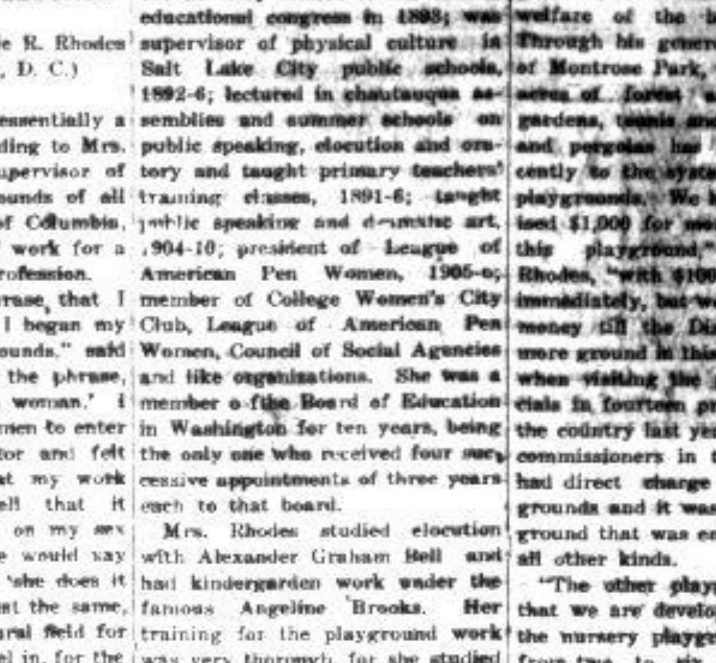 e R. Rhodes
, D. C.)
essentially a
ding to Mrs.
upervisor of
ounds of all
of Columbia,
work for a
rofession.
rase, that I
I began my
ounds." said
the phrase,
woman.' I
men to enter
tor and felt
at my work
ell that it
on my sex
e would say
'she does it
st the same,
ural field for
el in, for the
educational congress in 1893; was
supervisor of physical culture in
Salt Lake City public schools,
1892-6; lectured in chautauqua as-
semblies and summer schools on
public speaking, elocution and ora-
tory and taught primary teachers'
training classes, 1891-6; taught
public speaking and dramatic art,
1904-10; president of League of
American Pen Women,
member of College Women's City
Club, League of American Pen
Women, Council of Social Agencies
and like organizations. She was a
member o fthe Board of Education
in Washington for ten years, being
the only one who received four suc-
cessive appointments of three years
each to that board.
Mrs. Rhodes studied elocution
with Alexander Graham Bell and
had kindergarden work under the
famous Angeline Brooks. Her
training for the playground work
was very thorough, for she studied
welfare of the
Through his gener
of Montrose Park,
acres of forest
gardens, tennis and
and pergolas has
cently to the syste
playgrounds. We
ised $1,000 for
this playground,"
Rhodes, "with $100
immediately, but we
money till the Dis
more ground in this
when visiting the
cials in fourteen pr
the country last yea
commissioners in t
had direct charge
grounds and it was
ground that was en
all other kinds.
"The other play
that we are develo
the nursery playgr
from two to six